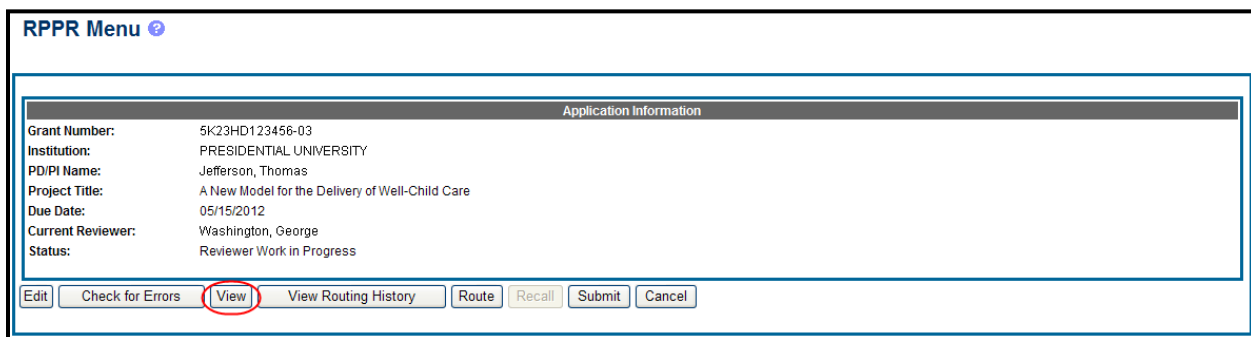 RPPR Menu ?
Application Information
Grant Number: 5K23HD123456-03
Institution: PRESIDENTIAL UNIVERSITY
PD/PI Name: Jefferson, Thomas
Project Title: A New Model for the Delivery of Well-Child Care
Due Date: 05/15/2012
Current Reviewer: Washington, George
Status: Reviewer Work in Progress
Edit Check for Errors View View Routing History Route Recall Submit Cancel